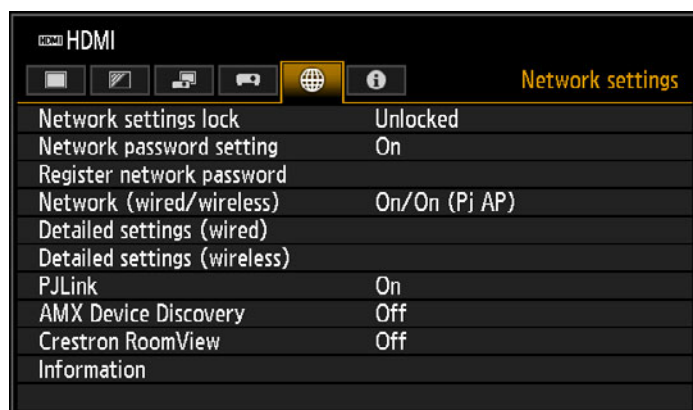 HDMI HDMI
Network settings
Network settings lock Unlocked
Network password setting On
Register network password
Network (wired/wireless) On/On (Pj AP)
Detailed settings (wired)
Detailed settings (wireless)
PJLink On
AMX Device Discovery Off
Crestron RoomView Off
Information